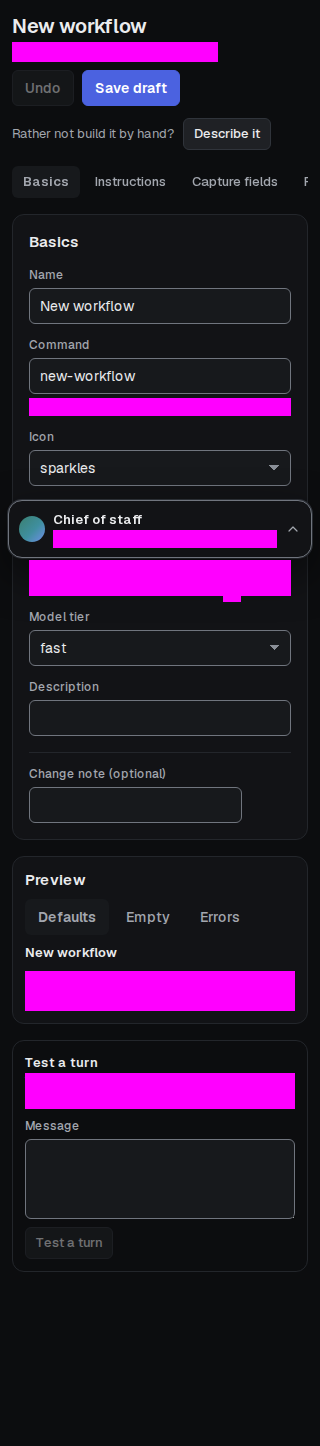 New workflow
Undo
Save draft
Rather not build it by hand?
Describe it
Basics
Instructions
Capture fields
Basics
Name
New workflow
Command
new-workflow
Icon
sparkles
Chief of staff
Model tier
fast
Description
Change note (optional)
Preview
Defaults
Empty
Errors
New workflow
Test a turn
Message
Test a turn